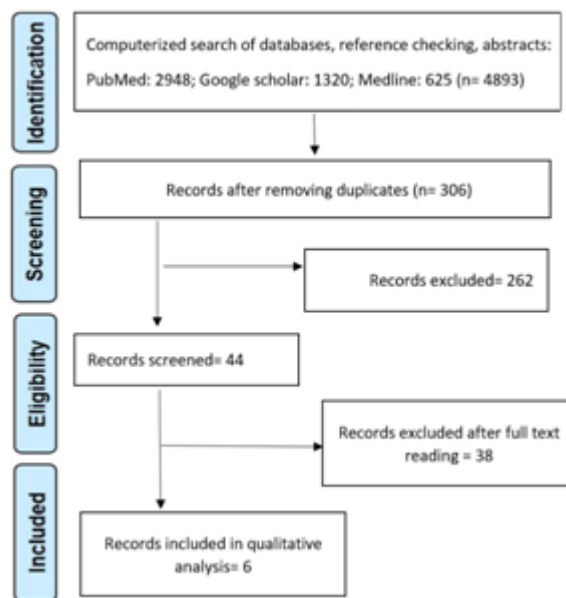 Identification
Computerized search of databases, reference checking, abstracts:
PubMed: 2948; Google scholar: 1320; Medline: 625 (n= 4893)
Screening
Records after removing duplicates (n= 306)
Records excluded= 262
Eligibility
Records screened= 44
Records excluded after full text
reading = 38
Included
Records included in qualitative
analysis= 6